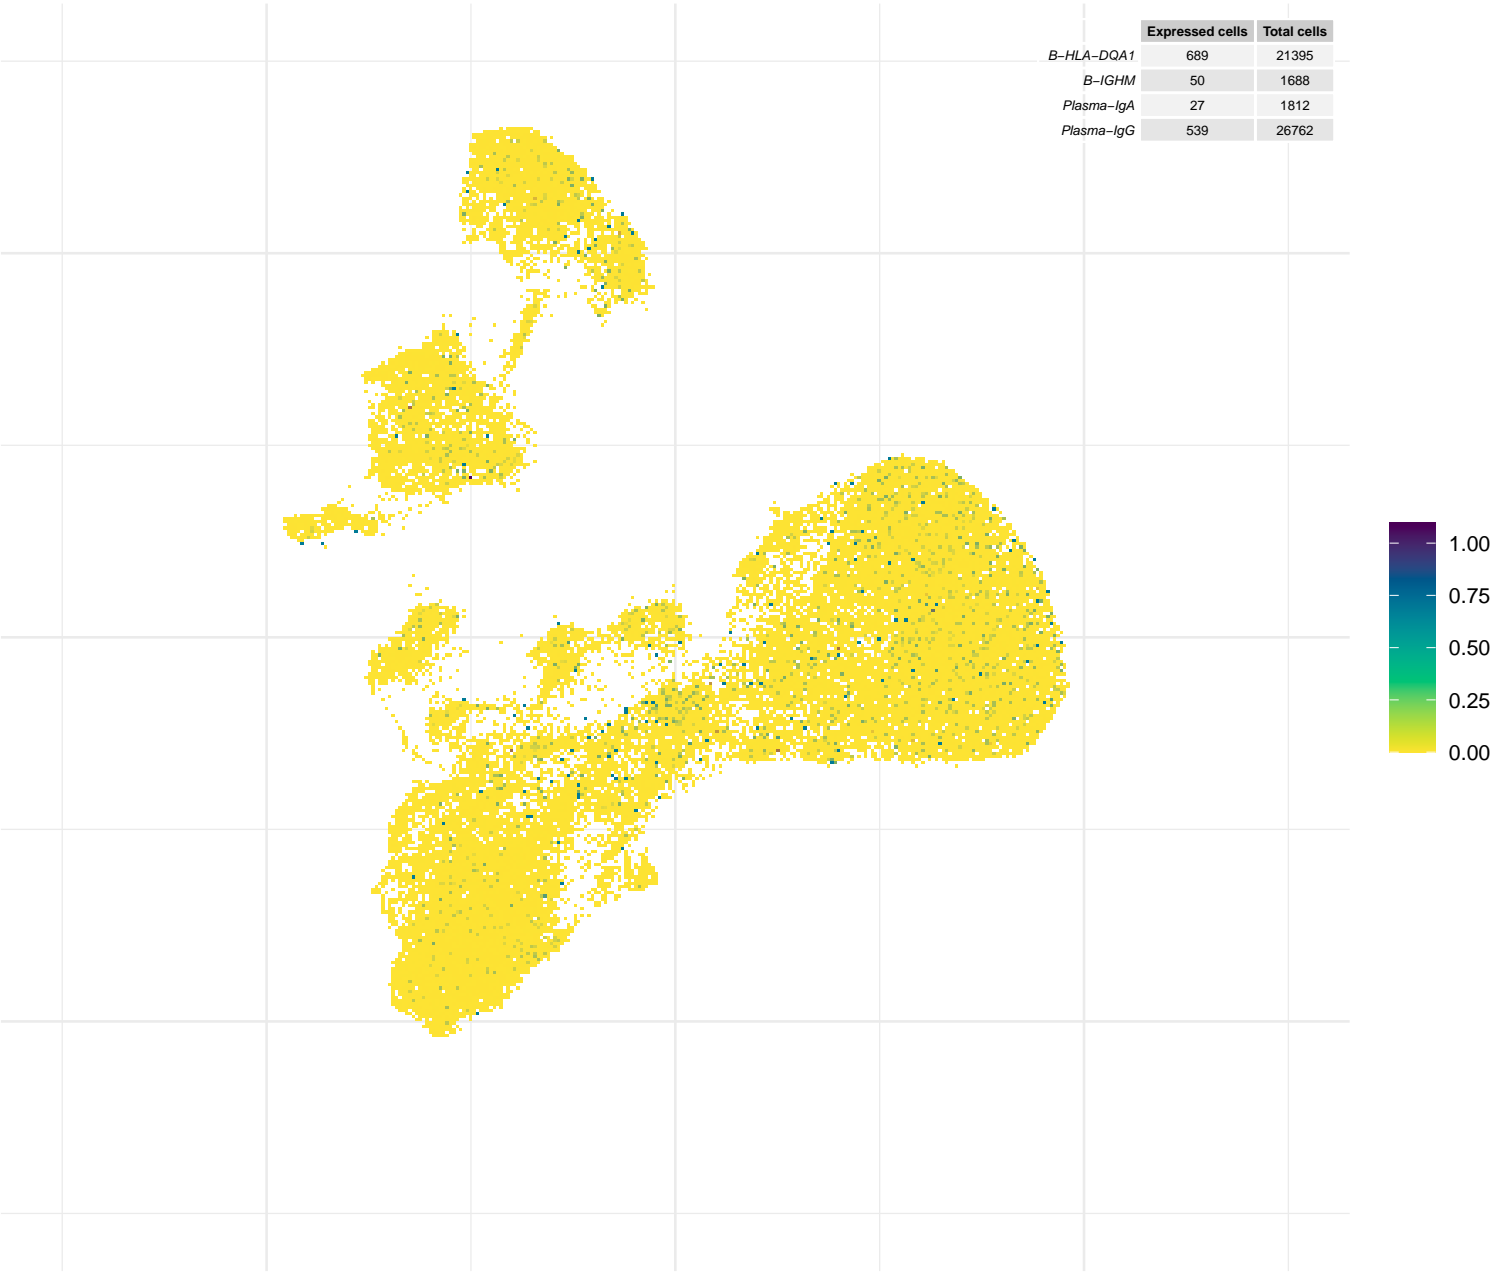 Expressed cells Total cells
B−HLA−DQA1 689 21395
B−IGHM 50 1688
Plasma−IgA 27 1812
Plasma−IgG 539 26762
1.00
0.75
0.50
0.25
0.00